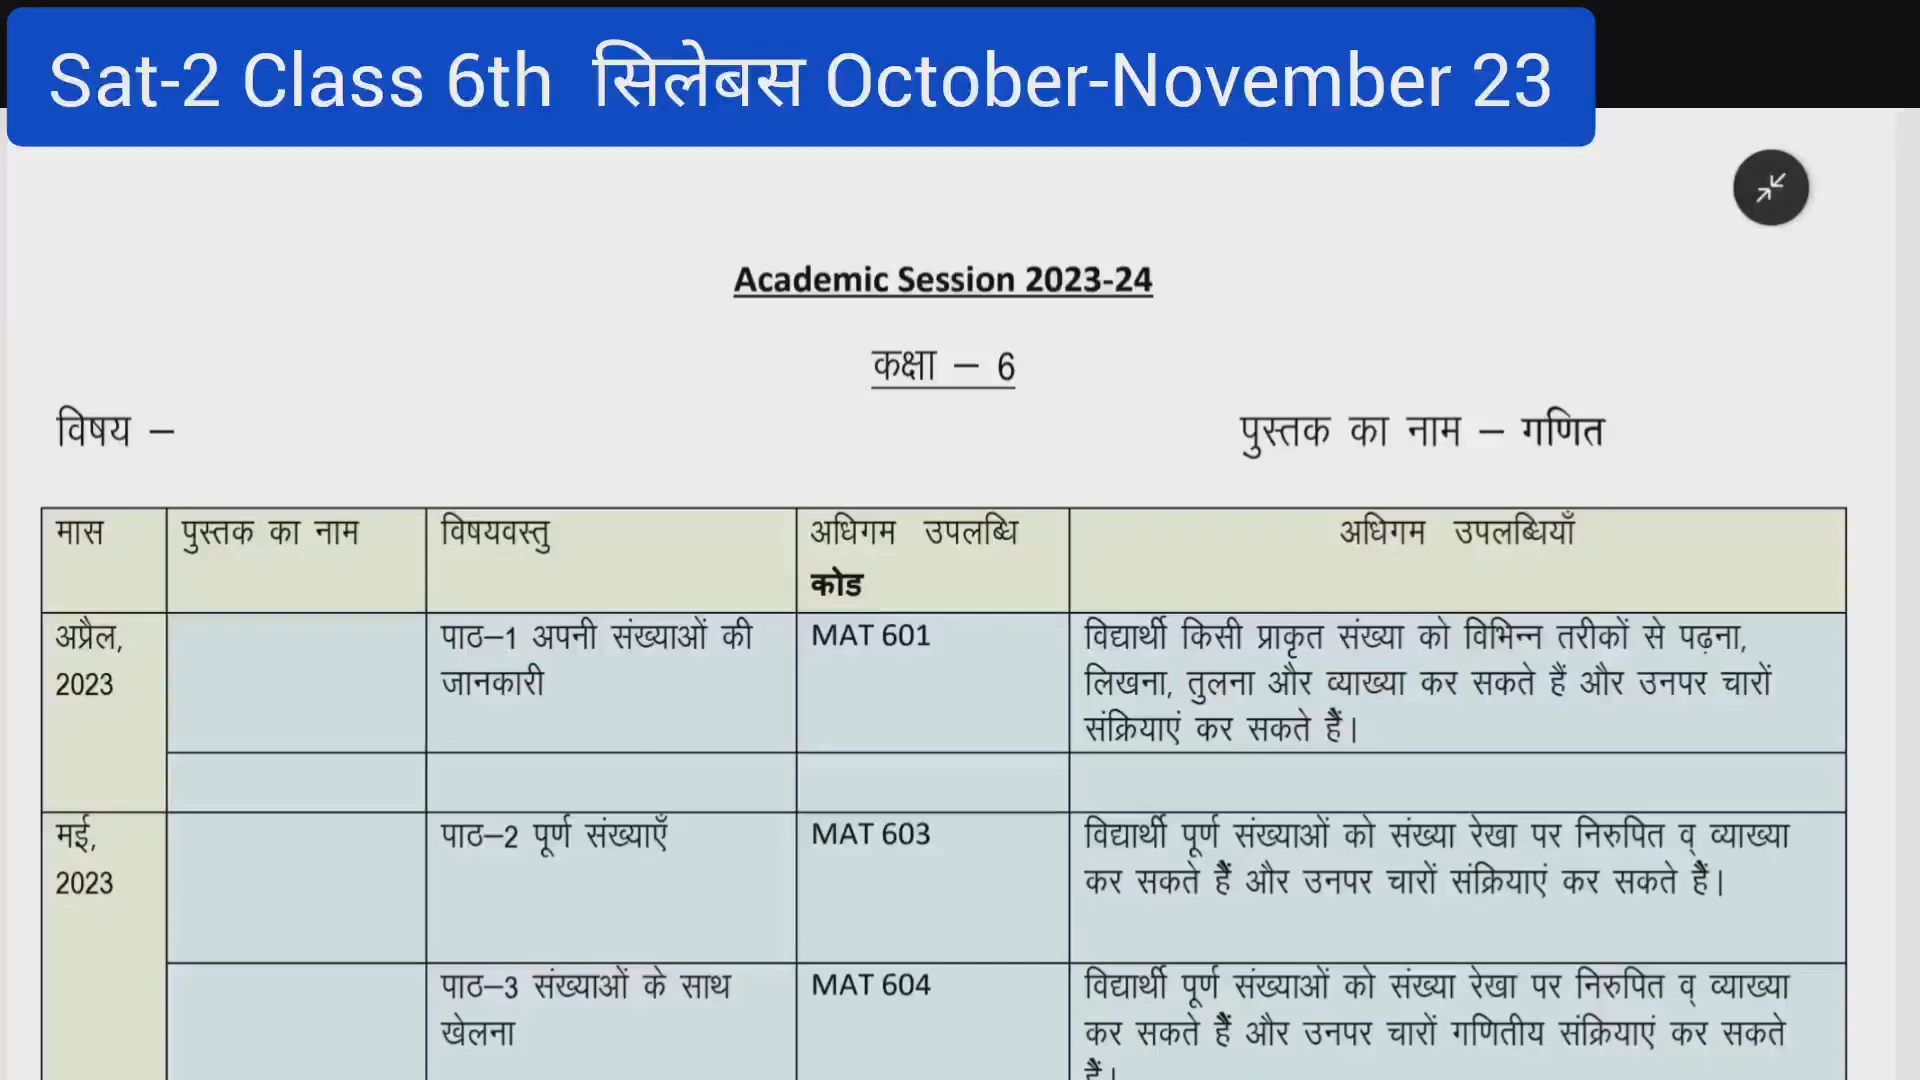 Sat-2 Class 6th सिलेबस October-November 23
Academic Session 2023-24
कक्षा – 6
विषय –
पुस्तक का नाम – गणित
मास
पुस्तक का नाम
विषयवस्तु
अधिगम उपलब्धि
कोड
अधिगम उपलब्धियाँ
अप्रैल,
2023
पाठ–1 अपनी संख्याओं की
जानकारी
MAT 601
विद्यार्थी किसी प्राकृत संख्या को विभिन्न तरीकों से पढ़ना,
लिखना, तुलना और व्याख्या कर सकते हैं और उनपर चारों
संक्रियाएं कर सकते हैं।
मई,
2023
पाठ–2 पूर्ण संख्याएँ
MAT 603
विद्यार्थी पूर्ण संख्याओं को संख्या रेखा पर निरुपित व् व्याख्या
कर सकते हैं और उनपर चारों संक्रियाएं कर सकते हैं।
पाठ–3 संख्याओं के साथ
खेलना
MAT 604
विद्यार्थी पूर्ण संख्याओं को संख्या रेखा पर निरुपित व् व्याख्या
कर सकते हैं और उनपर चारों गणितीय संक्रियाएं कर सकते
हैं।